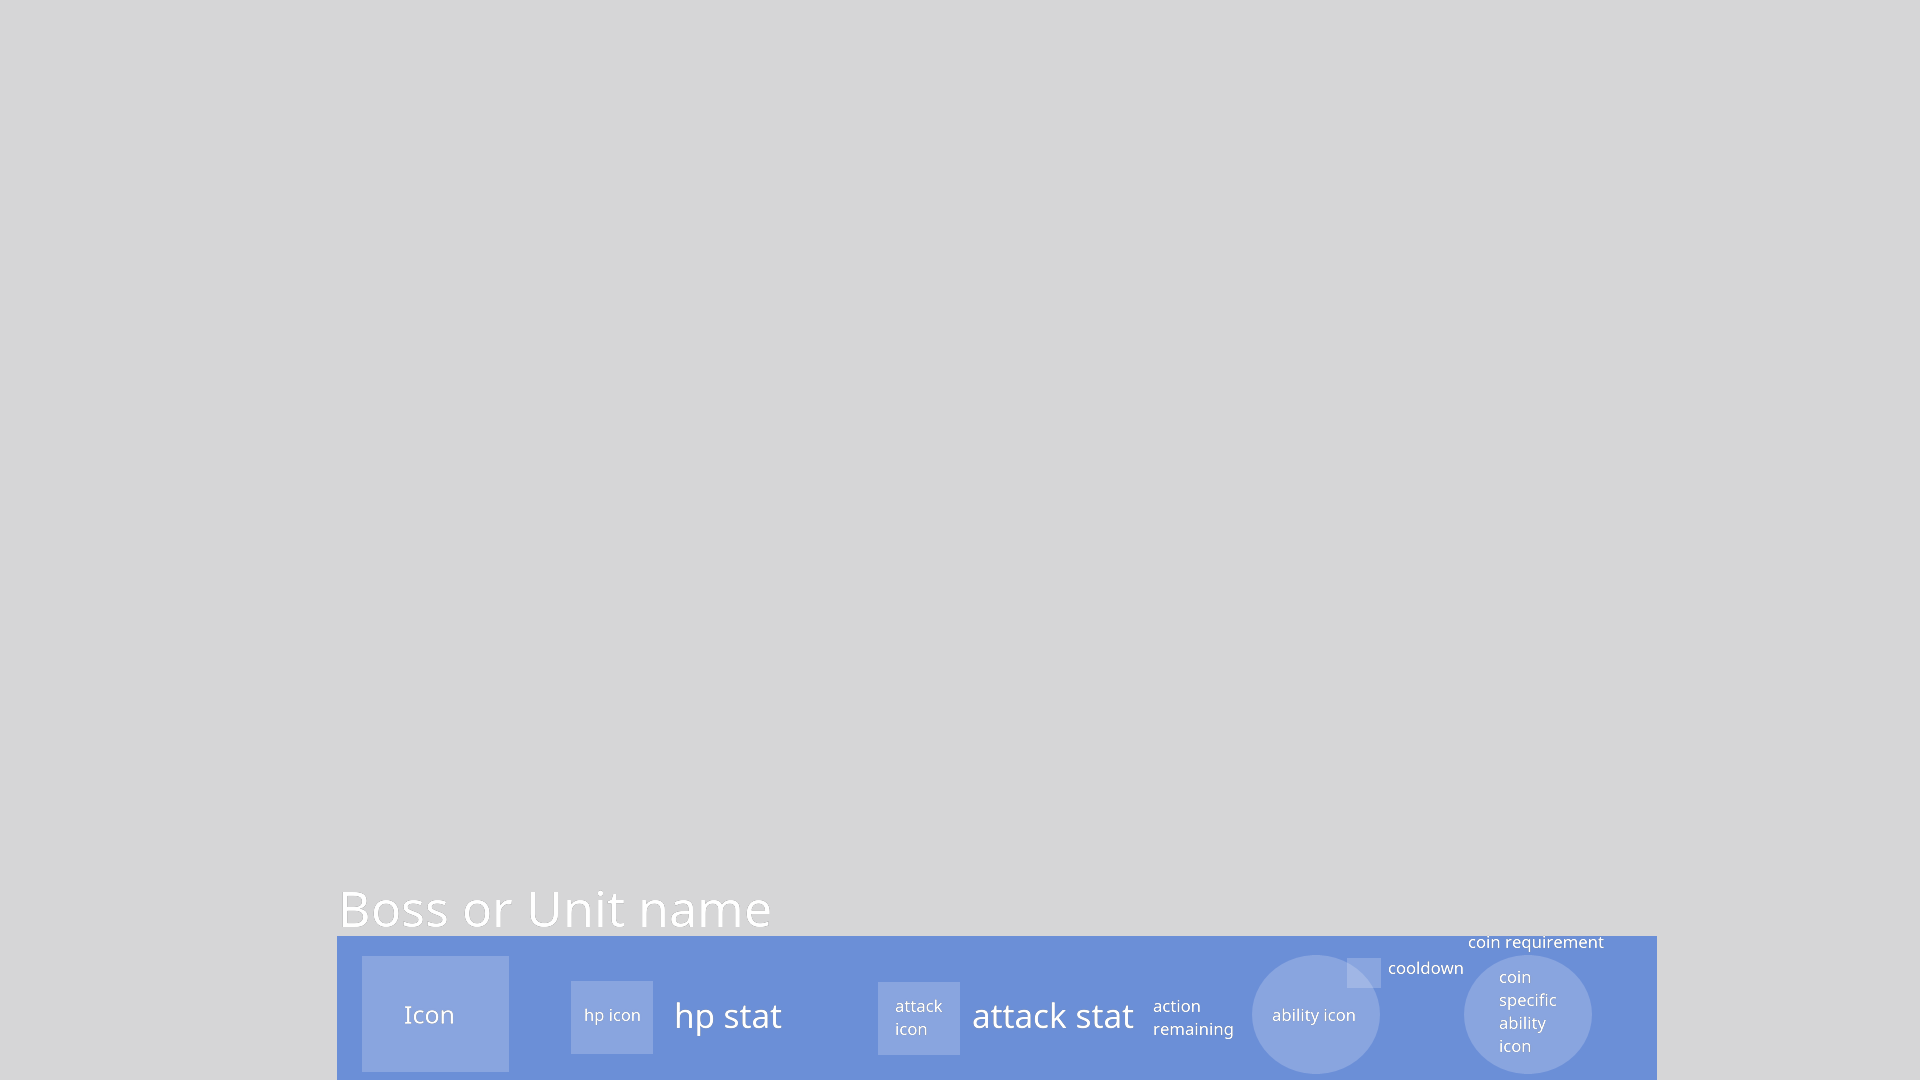 Boss or Unit name
coin requirement
Icon
hp icon
hp stat
attack
icon
attack stat
action
remaining
ability icon
cooldown
coin
specific
ability
icon